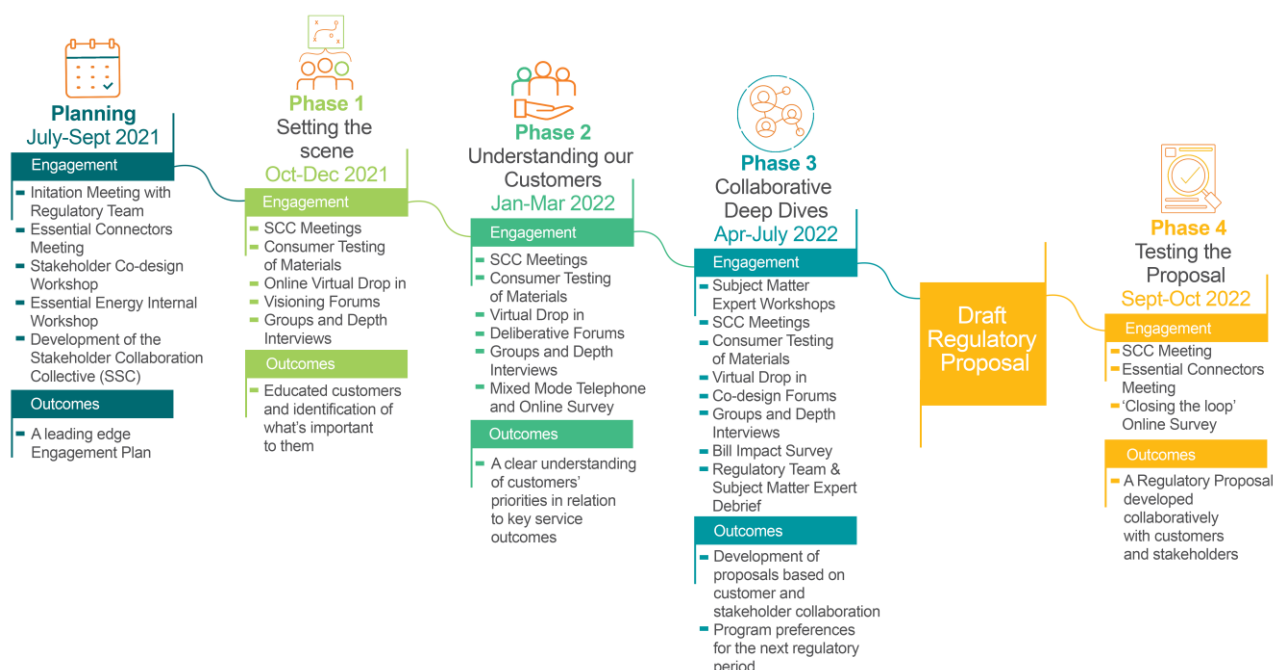 Planning
July-Sept 2021
Engagement
Initation Meeting with
Regulatory Team
Essential Connectors
Meeting
Stakeholder Co-design
Workshop
Essential Energy Internal
Workshop
Development of the
Stakeholder Collaboration
Collective (SSC)
Outcomes
A leading edge
Engagement Plan
Phase 1
Setting the
scene
Oct-Dec 2021
Engagement
SCC Meetings
Consumer Testing
of Materials
Online Virtual Drop in
Visioning Forums
Groups and Depth
Interviews
Outcomes
Educated customers
and identification of
what's important
to them
Phase 2
Understanding our
Customers
Jan-Mar 2022
Engagement
SCC Meetings
Consumer Testing
of Materials
Virtual Drop in
Deliberative Forums
Groups and Depth
Interviews
Mixed Mode Telephone
and Online Survey
Outcomes
A clear understanding
of customers'
priorities in relation
to key service
outcomes
Phase 3
Collaborative
Deep Dives
Apr-July 2022
Engagement
Subject Matter
Expert Workshops
SCC Meetings
Consumer Testing
of Materials
Virtual Drop in
Co-design Forums
Groups and Depth
Interviews
Bill Impact Survey
Regulatory Team &
Subject Matter Expert
Debrief
Outcomes
Development of
proposals based on
customer and
stakeholder collaboration
Program preferences
for the next regulatory
period
Draft
Regulatory
Proposal
Phase 4
Testing the
Proposal
Sept-Oct 2022
Engagement
SCC Meeting
Essential Connectors
Meeting
'Closing the loop'
Online Survey
Outcomes
A Regulatory Proposal
developed
collaboratively
with customers
and stakeholders